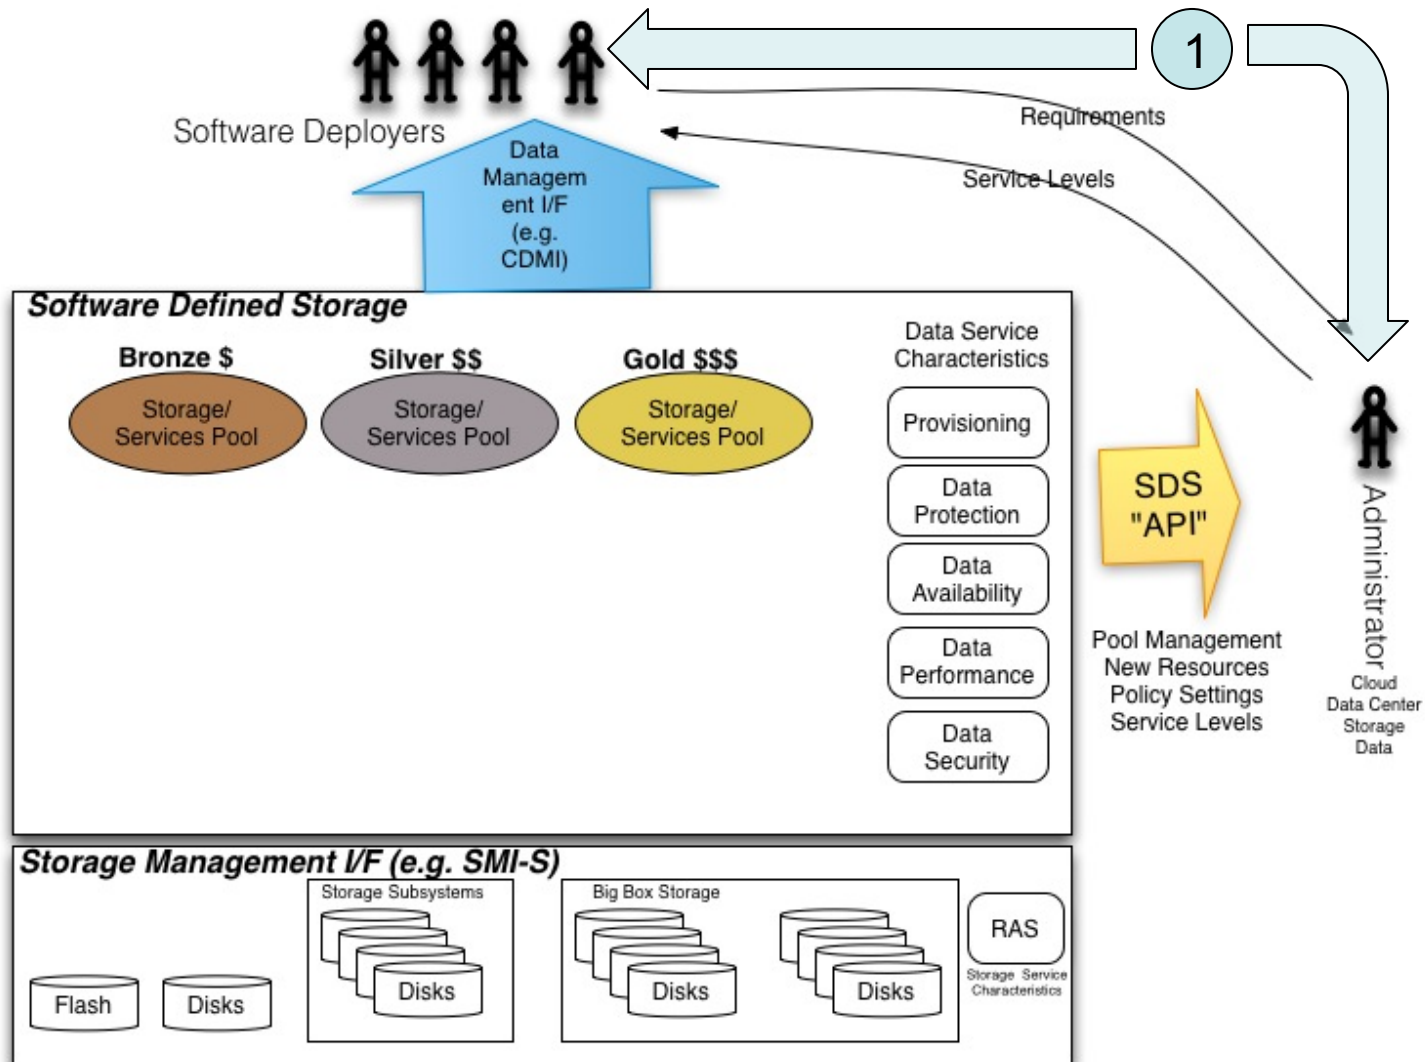 1
Requirements
Service Levels
Software Deployers
Data
Managem
ent I/F
(e.g.
CDMI)
Software Defined Storage
Bronze $
Storage/
Services Pool
Silver $$
Storage/
Services Pool
Gold $$$
Storage/
Services Pool
Data Service
Characteristics
Provisioning
Data
Protection
Data
Availability
Data
Performance
Data
Security
SDS
"API"
Pool Management
New Resources
Policy Settings
Service Levels
Administrator
Cloud
Data Center
Storage
Data
Storage Management I/F (e.g. SMI-S)
Flash
Disks
Storage Subsystems
Disks
Big Box Storage
Disks
Disks
RAS
Storage Service
Characteristics